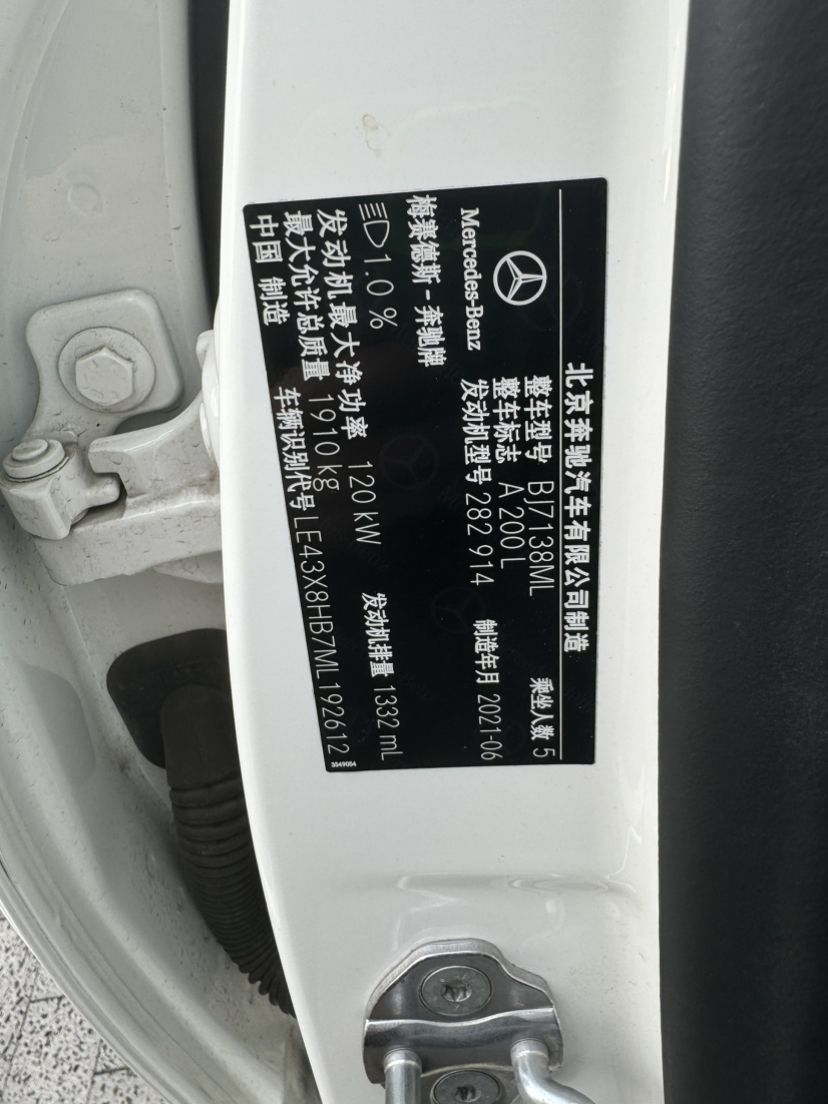 北京奔驰汽车有限公司制造
整车型号 BJ7138ML 乘坐人数 5
整车标志 A 200 L
发动机型号 282 914 制造年月 2021-06
Mercedes-Benz
梅赛德斯-奔驰牌
1.0 %
发动机最大净功率 120 kW 发动机排量 1332 mL
最大允许总质量 1910 kg
中国 制造 车辆识别代号 LE43X8HB7ML192612
3549054